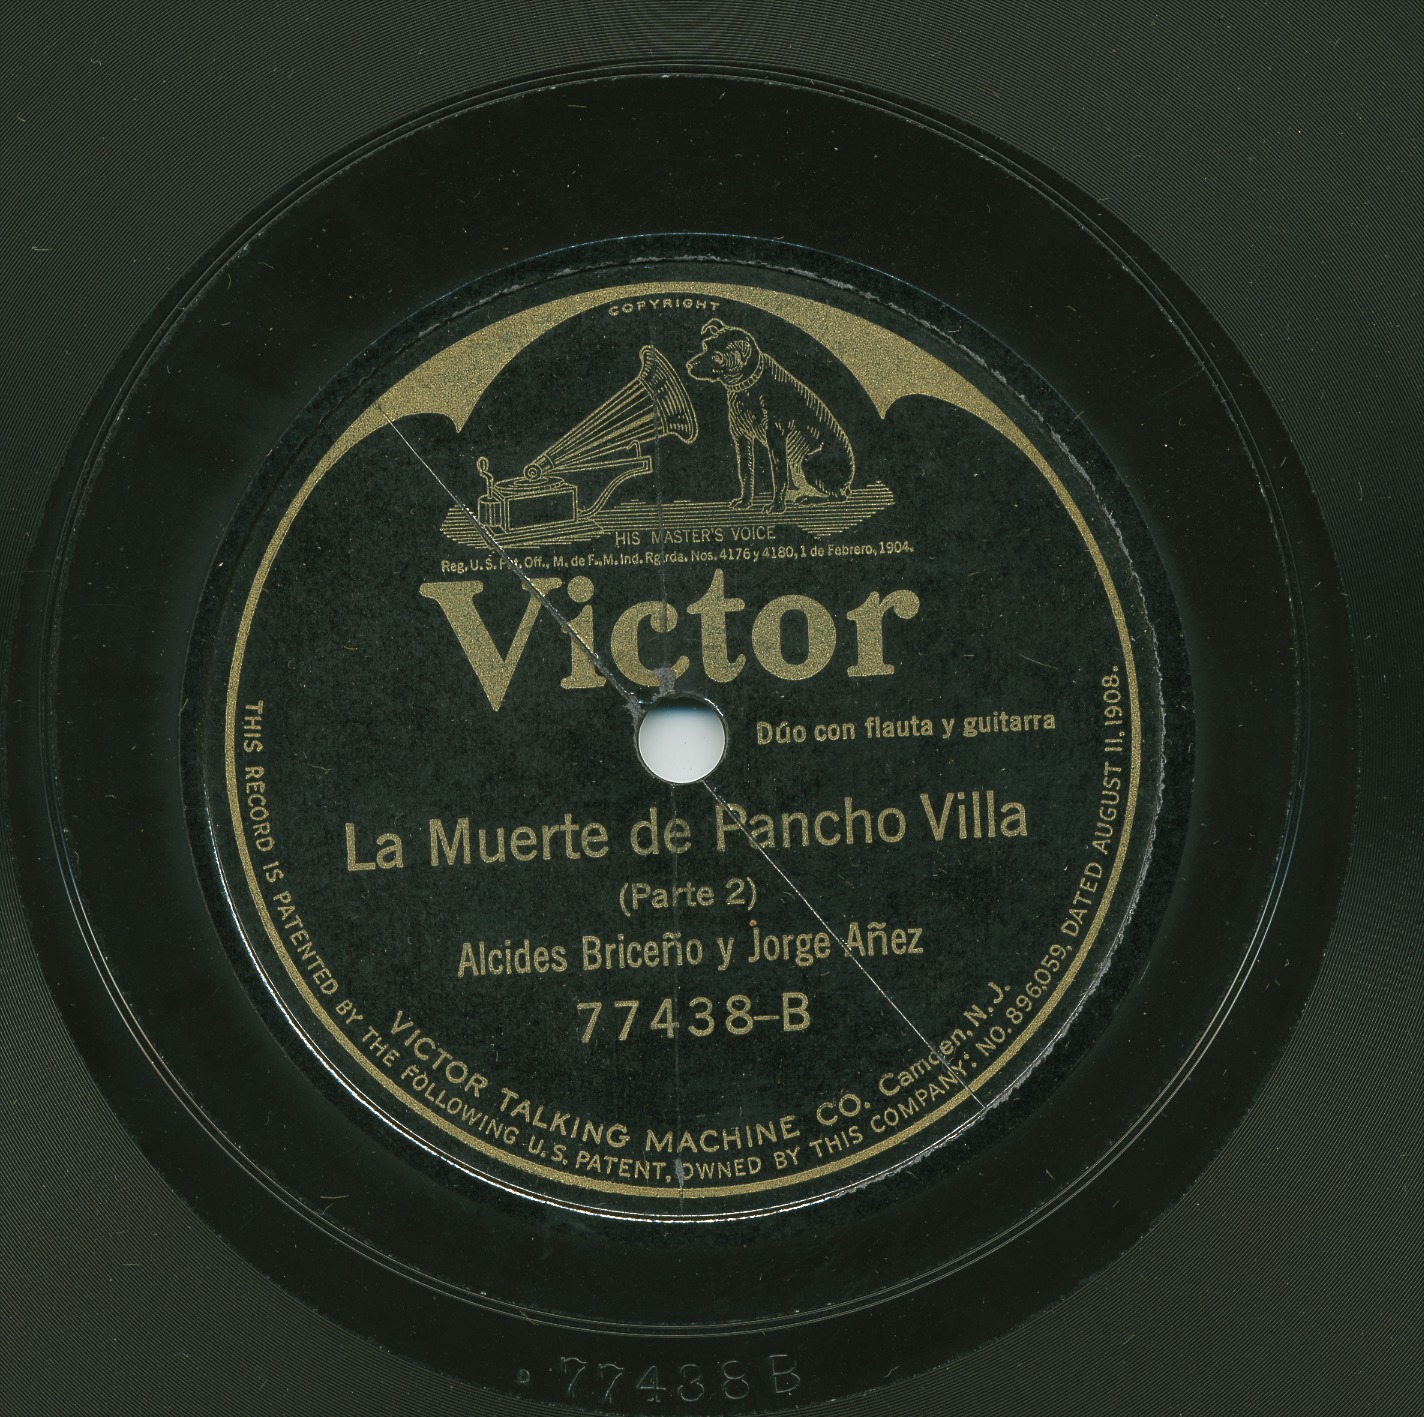 COPYRIGHT
HIS MASTER'S VOICE
Reg. U. S. Pat. Off., M. de F., M. Ind. Rgtrda. Nos. 4176 y 4180, 1 de Febrero, 1904.
Victor
Dúo con flauta y guitarra
La Muerte de Pancho Villa
(Parte 2)
Alcides Briceño y Jorge Añez
77438-B
VICTOR TALKING MACHINE CO. Camden, N. J.
THIS RECORD IS PATENTED BY THE FOLLOWING U. S. PATENT, OWNED BY THIS COMPANY: NO. 896,059, DATED AUGUST 11, 1908.
77438 B